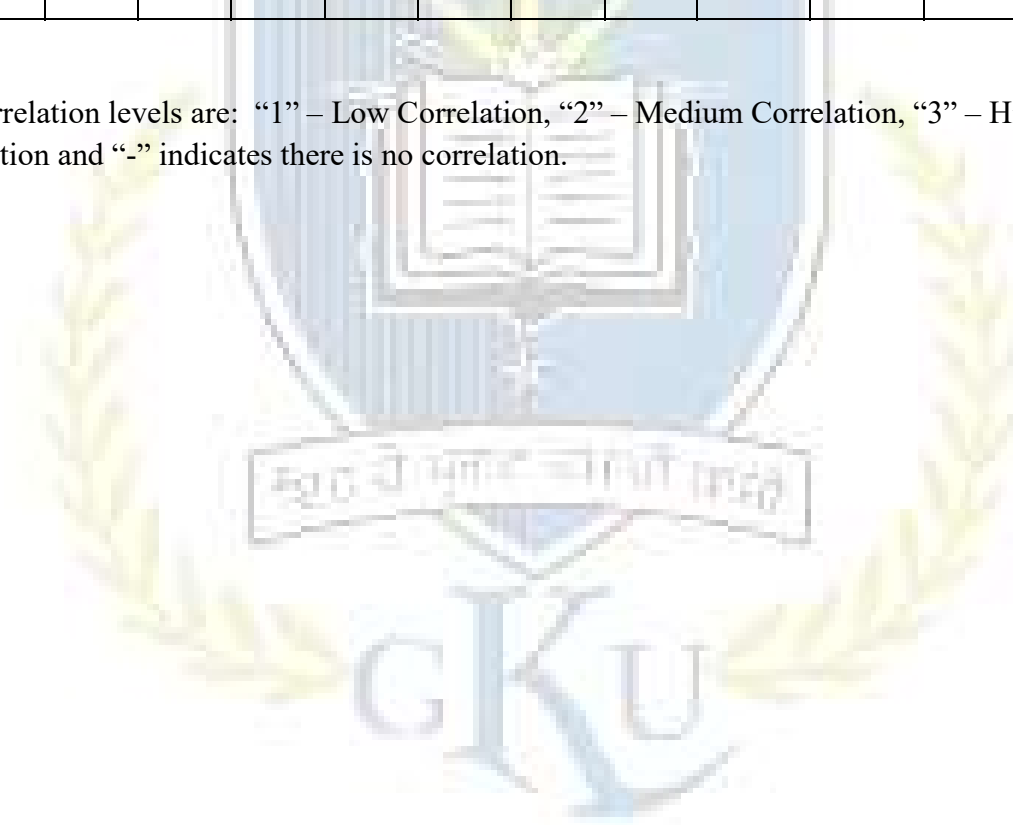 rrelation levels are: “1” – Low Correlation, “2” – Medium Correlation, “3” – H
tion and “-” indicates there is no correlation.
GKU